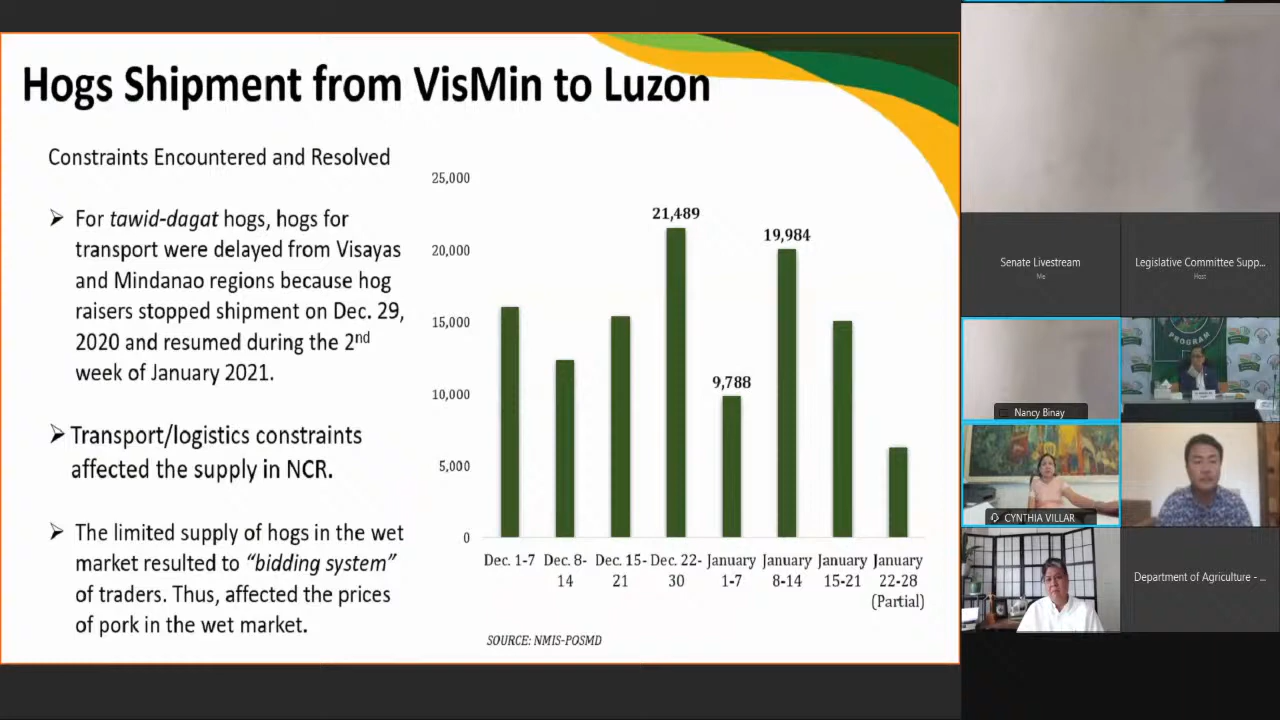 Hogs Shipment from VisMin to Luzon
Constraints Encountered and Resolved
➢ For tawid-dagat hogs, hogs for
transport were delayed from Visayas
and Mindanao regions because hog
raisers stopped shipment on Dec. 29,
2020 and resumed during the 2nd
week of January 2021.
➢ Transport/logistics constraints
affected the supply in NCR.
➢ The limited supply of hogs in the wet
market resulted to “bidding system”
of traders. Thus, affected the prices
of pork in the wet market.
25,000
20,000
15,000
10,000
5,000
0
21,489
19,984
9,788
Dec. 1-7
Dec. 8-
14
Dec. 15-
21
Dec. 22-
30
January
1-7
January
8-14
January
15-21
January
22-28
(Partial)
SOURCE: NMIS-POSMD
Senate Livestream
Me
Legislative Committee Supp...
Host
Nancy Binay
PROGRAM
CYNTHIA VILLAR
Department of Agriculture - ...